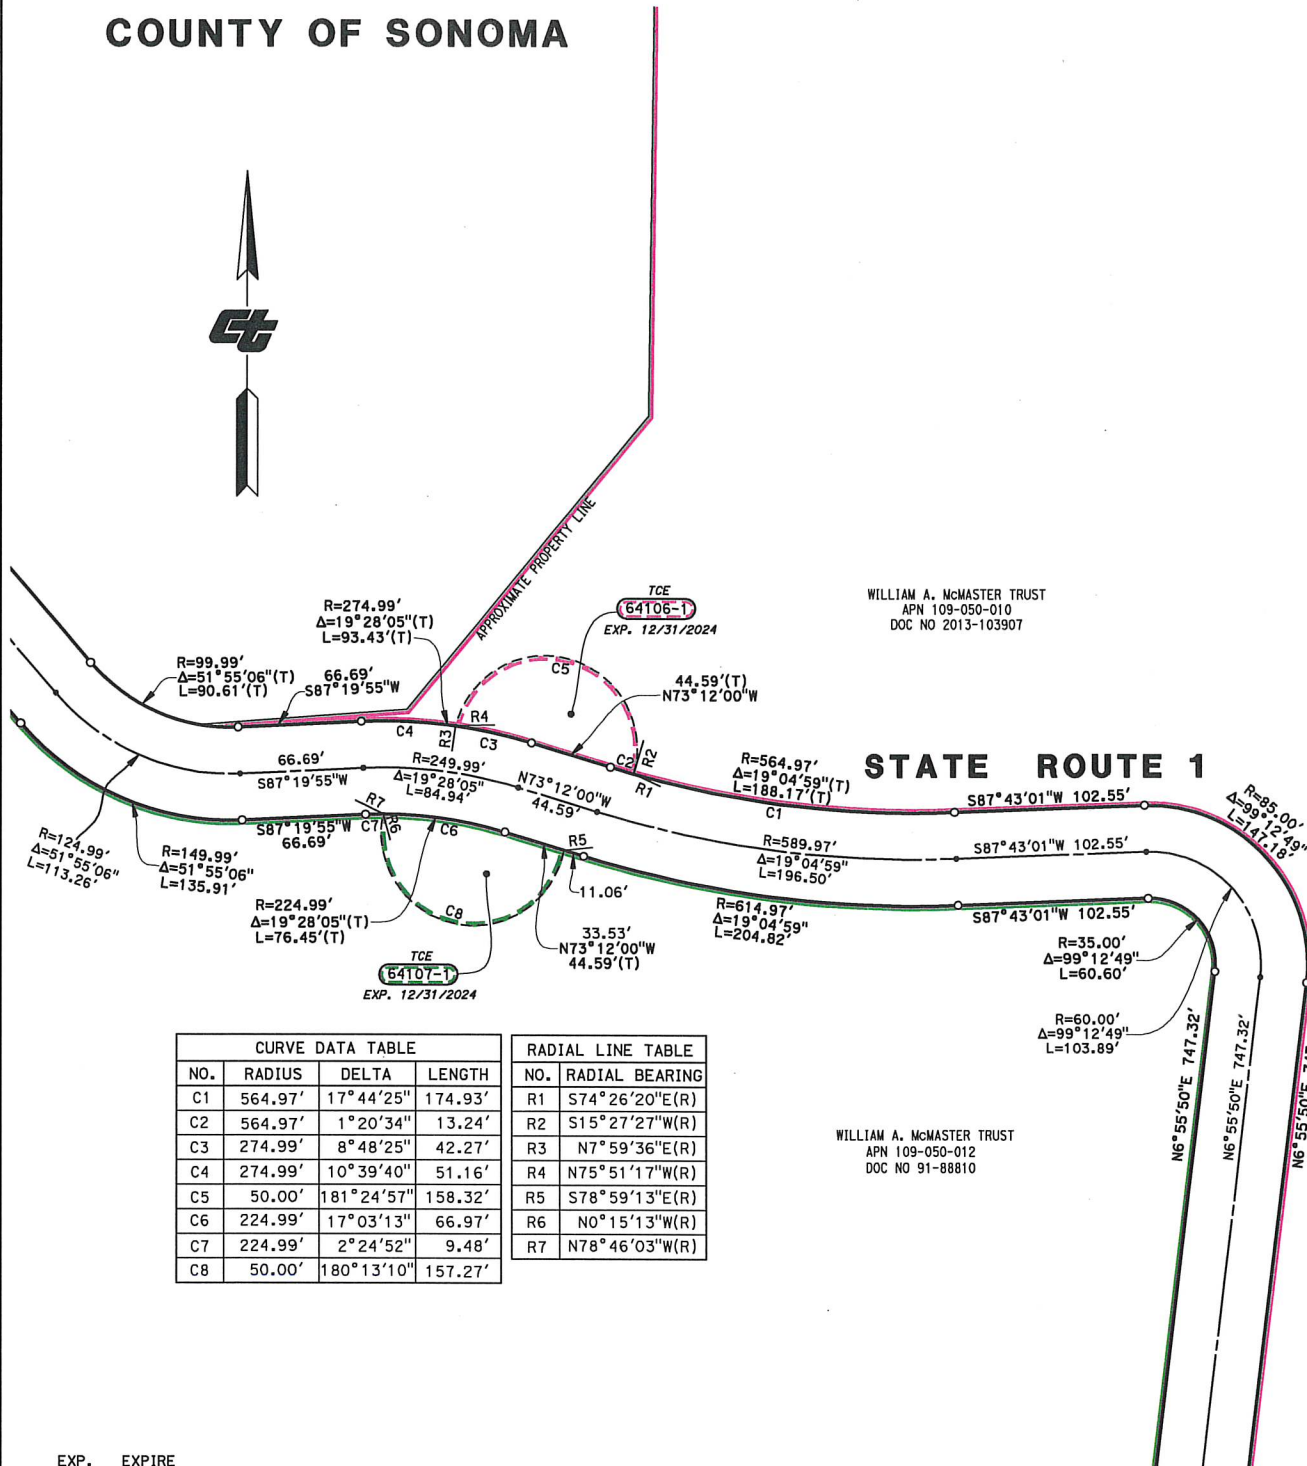 COUNTY OF SONOMA
Ct
APPROXIMATE PROPERTY LINE
TCE
64106-1
EXP. 12/31/2024
WILLIAM A. McMASTER TRUST
APN 109-050-010
DOC NO 2013-103907
R=274.99'
Δ=19°28'05"(T)
L=93.43'(T)
R=99.99'
Δ=51°55'06"(T)
L=90.61'(T)
66.69'
S87°19'55"W
C5
44.59'(T)
N73°12'00"W
R4
R3
C4
C3
C2
R2
R1
R=564.97'
Δ=19°04'59"(T)
L=188.17'(T)
C1
STATE ROUTE 1
S87°43'01"W 102.55'
R=85.00'
Δ=99°12'49"
L=147.18'
66.69'
S87°19'55"W
R=249.99'
Δ=19°28'05"
L=84.94'
N73°12'00"W
44.59'
R7
R6
C7
C6
S87°19'55"W
66.69'
R5
11.06'
R=589.97'
Δ=19°04'59"
L=196.50'
S87°43'01"W 102.55'
R=124.99'
Δ=51°55'06"
L=113.26'
R=149.99'
Δ=51°55'06"
L=135.91'
R=224.99'
Δ=19°28'05"(T)
L=76.45'(T)
C8
R=614.97'
Δ=19°04'59"
L=204.82'
S87°43'01"W 102.55'
33.53'
N73°12'00"W
44.59'(T)
TCE
64107-1
EXP. 12/31/2024
R=35.00'
Δ=99°12'49"
L=60.60'
R=60.00'
Δ=99°12'49"
L=103.89'
N6°55'50"E 747.32'
N6°55'50"E 747.32'
N6°55'50"E
CURVE DATA TABLE
NO. RADIUS DELTA LENGTH
C1 564.97' 17°44'25" 174.93'
C2 564.97' 1°20'34" 13.24'
C3 274.99' 8°48'25" 42.27'
C4 274.99' 10°39'40" 51.16'
C5 50.00' 181°24'57" 158.32'
C6 224.99' 17°03'13" 66.97'
C7 224.99' 2°24'52" 9.48'
C8 50.00' 180°13'10" 157.27'
RADIAL LINE TABLE
NO. RADIAL BEARING
R1 S74°26'20"E(R)
R2 S15°27'27"W(R)
R3 N7°59'36"E(R)
R4 N75°51'17"W(R)
R5 S78°59'13"E(R)
R6 N0°15'13"W(R)
R7 N78°46'03"W(R)
WILLIAM A. McMASTER TRUST
APN 109-050-012
DOC NO 91-88810
EXP. EXPIRE